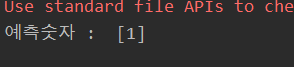 Use standard file APIs to che
예측숫자 :  [1]